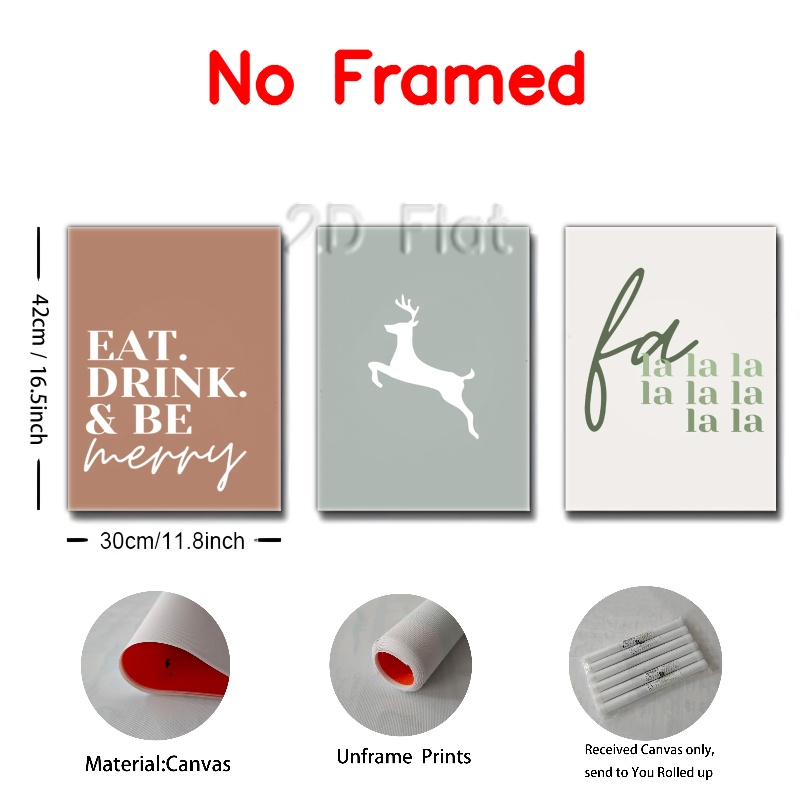 No Framed
2D Flat
42cm / 16.5inch
EAT.
DRINK.
& BE
merry
fa
la la la
la la la
la la
30cm/11.8inch
Material:Canvas
Unframe Prints
Received Canvas only,
send to You Rolled up